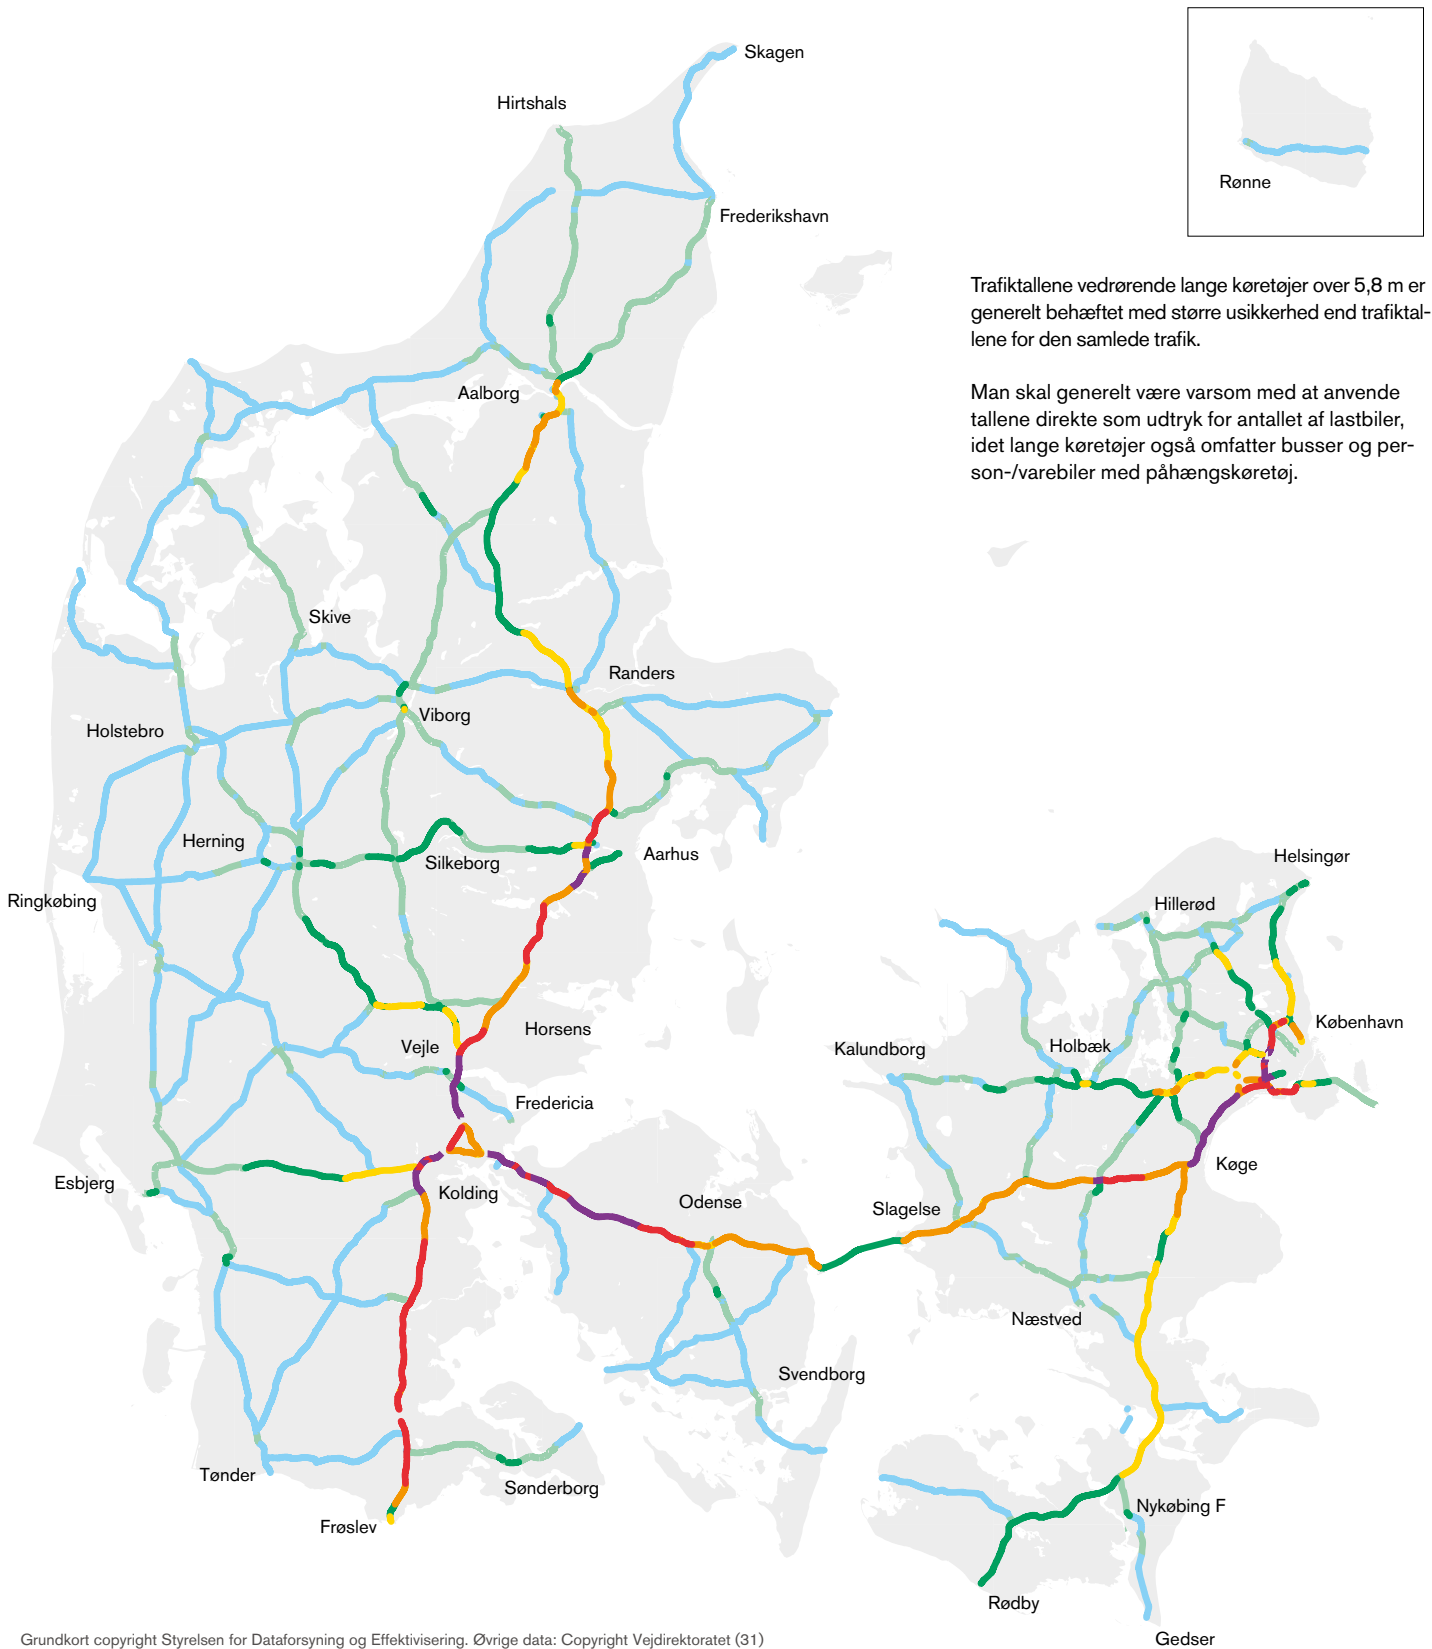 Skagen
Hirtshals
Rønne
Frederikshavn
Trafiktallene vedrørende lange køretøjer over 5,8 m er
generelt behæftet med større usikkerhed end trafiktal-
lene for den samlede trafik.
Man skal generelt være varsom med at anvende
tallene direkte som udtryk for antallet af lastbiler,
idet lange køretøjer også omfatter busser og per-
son-/varebiler med påhængskøretøj.
Aalborg
Skive
Randers
Viborg
Holstebro
Herning
Silkeborg
Aarhus
Helsingør
Ringkøbing
Hillerød
Horsens
København
Vejle
Kalundborg
Holbæk
Fredericia
Køge
Esbjerg
Kolding
Odense
Slagelse
Næstved
Svendborg
Tønder
Sønderborg
Nykøbing F
Frøslev
Rødby
Gedser
Grundkort copyright Styrelsen for Dataforsyning og Effektivisering. Øvrige data: Copyright Vejdirektoratet (31)